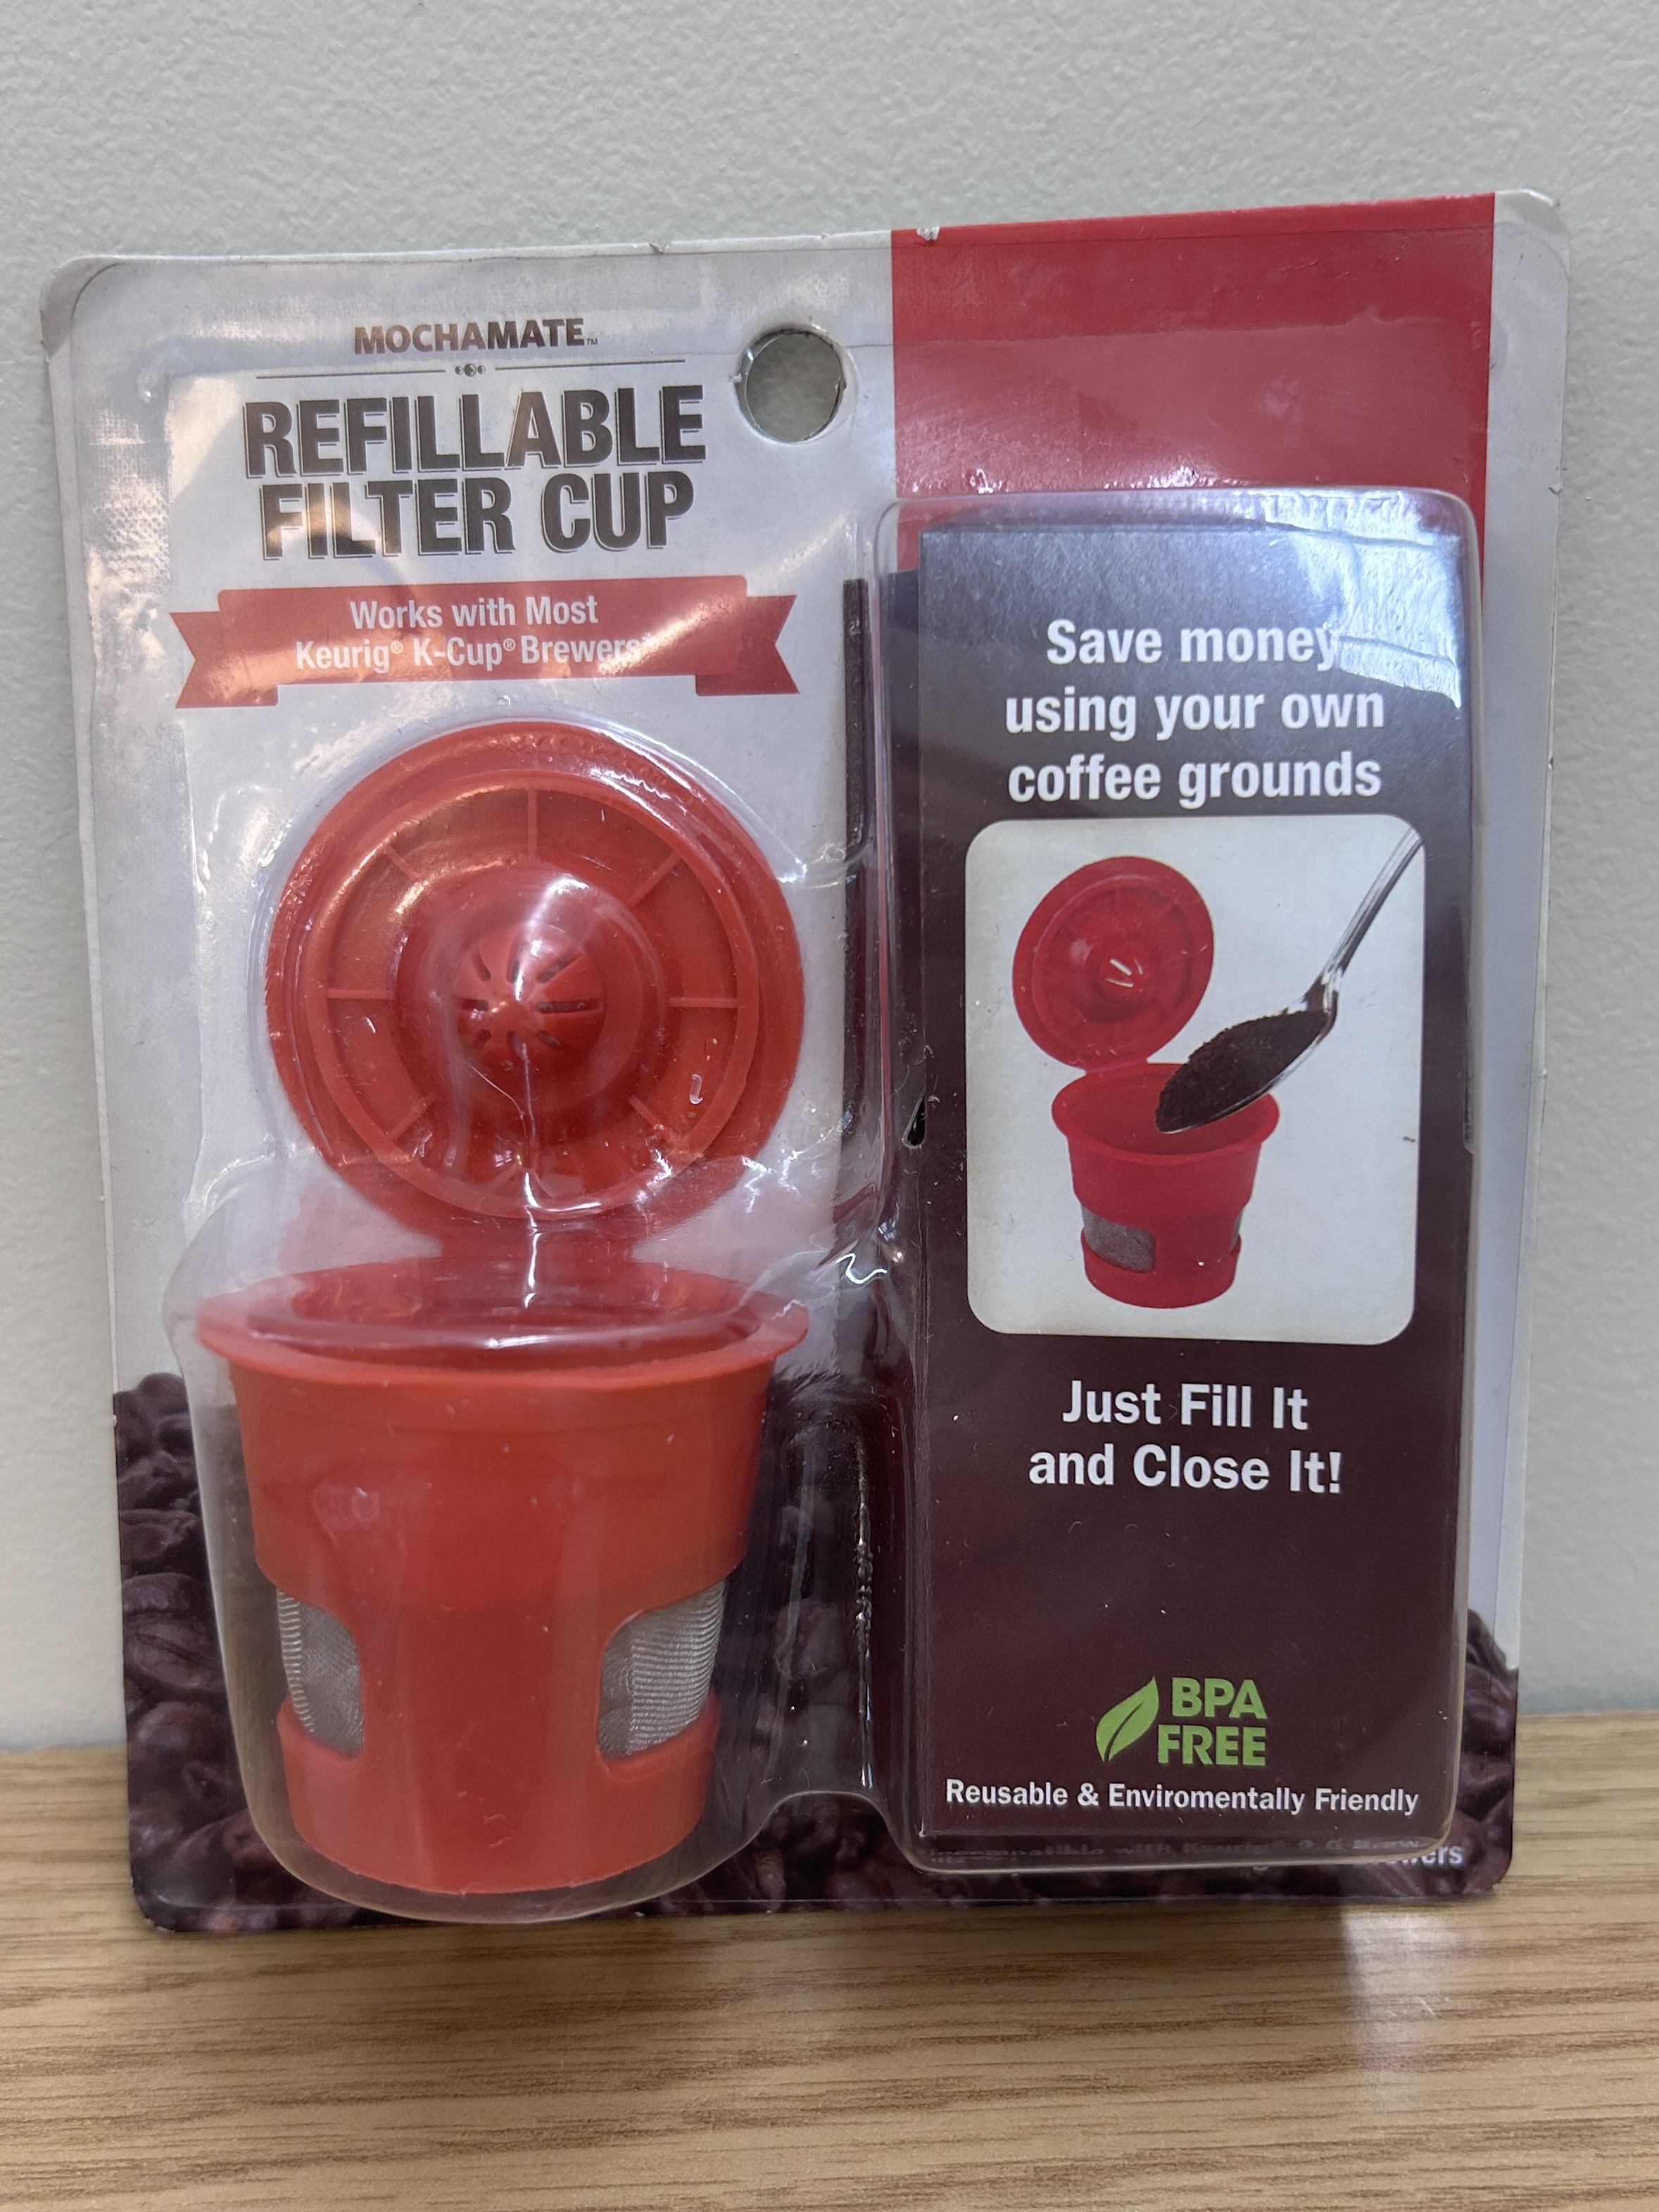 MOCHAMATE™
REFILLABLE
FILTER CUP
Works with Most
Keurig® K-Cup® Brewers*
Save money
using your own
coffee grounds
Just Fill It
and Close It!
BPA
FREE
Reusable & Enviromentally Friendly